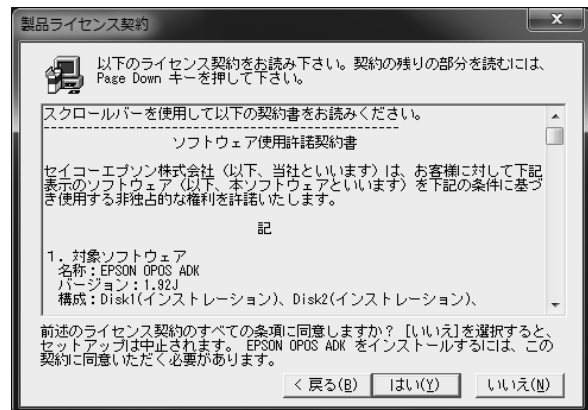 製品ライセンス契約
以下のライセンス契約をお読み下さい。契約の残りの部分を読むには、
Page Down キーを押して下さい。
スクロールバーを使用して以下の契約書をお読みください。
------------------------------------------------------
ソフトウェア使用許諾契約書
セイコーエプソン株式会社（以下、当社といいます）は、お客様に対して下記
表示のソフトウェア（以下、本ソフトウェアといいます）を下記の条件に基づ
き使用する非独占的な権利を許諾いたします。
記
1．対象ソフトウェア
名称：EPSON OPOS ADK
バージョン：1.92J
構成：Disk1(インストレーション)、Disk2(インストレーション)、
前述のライセンス契約のすべての条項に同意しますか？ [いいえ]を選択すると、
セットアップは中止されます。 EPSON OPOS ADK をインストールするには、この
契約に同意いただく必要があります。
< 戻る(B) はい(Y) いいえ(N)